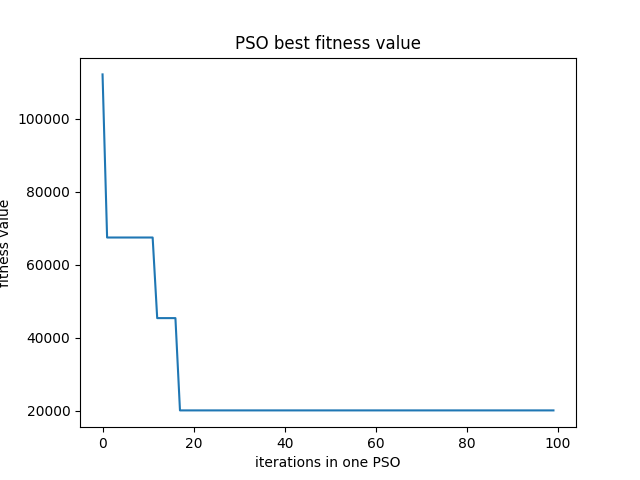 PSO best fitness value
100000
80000
60000
40000
20000
fitness value
0 20 40 60 80 100
iterations in one PSO